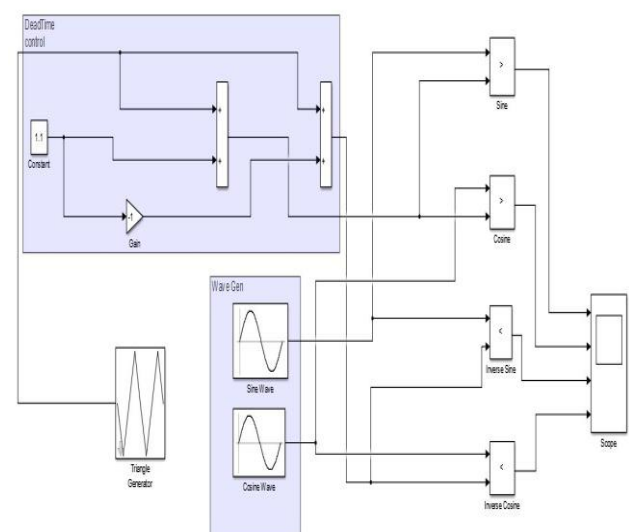 DeadTime
control
>
Sine
+
+
+
+
1.1
Constant
-1
Gain
>
Cosine
Wave Gen
Sine Wave
<
Inverse Sine
Scope
Triangle
Generator
Cosine Wave
<
Inverse Cosine